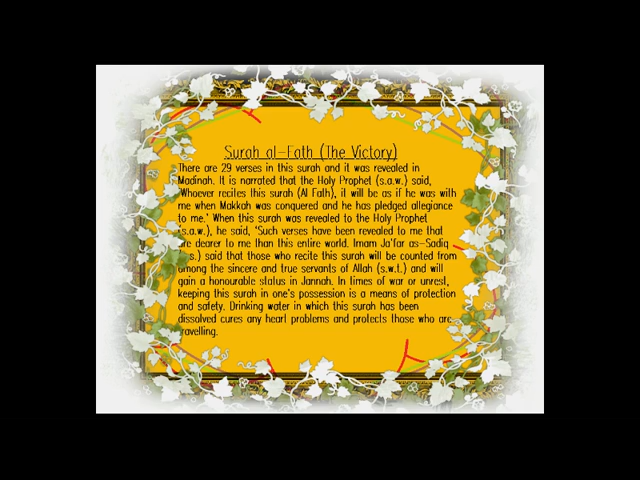 Surah al-Fath (The Victory)
There are 29 verses in this surah and it was revealed in
Madinah. It is narrated that the Holy Prophet (s.a.w.) said,
'Whoever recites this surah (Al Fath), it will be as if he was with
me when Makkah was conquered and he has pledged allegiance
to me.' When this surah was revealed to the Holy Prophet
(s.a.w.), he said, 'Such verses have been revealed to me that
are dearer to me than this entire world. Imam Ja'far as-Sadiq
(a.s.) said that those who recite this surah will be counted from
among the sincere and true servants of Allah (s.w.t.) and will
gain a honourable status in Jannah. In times of war or unrest,
keeping this surah in one's possession is a means of protection
and safety. Drinking water in which this surah has been
dissolved cures any heart problems and protects those who are
travelling.